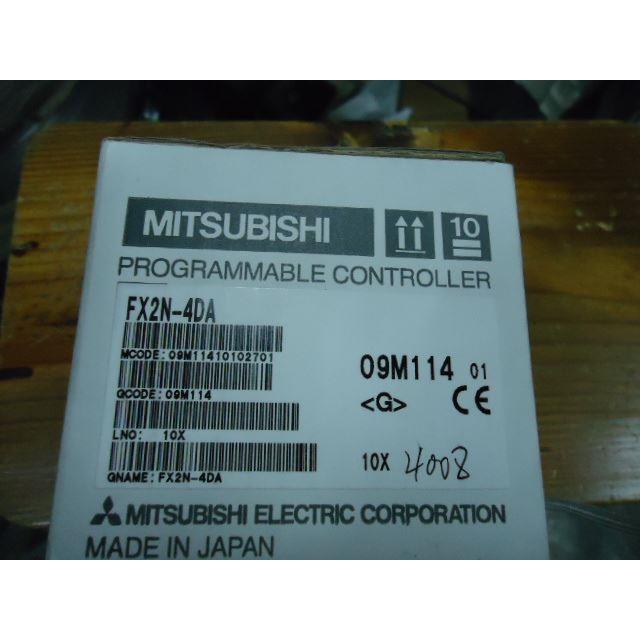 MITSUBISHI
10
PROGRAMMABLE CONTROLLER
FX2N-4DA
MCODE: 09M11410102701
QCODE: 09M114
09M114 01
<G> CE
LNO: 10X
10X 4008
GNAME: FX2N-4DA
MITSUBISHI ELECTRIC CORPORATION
MADE IN JAPAN